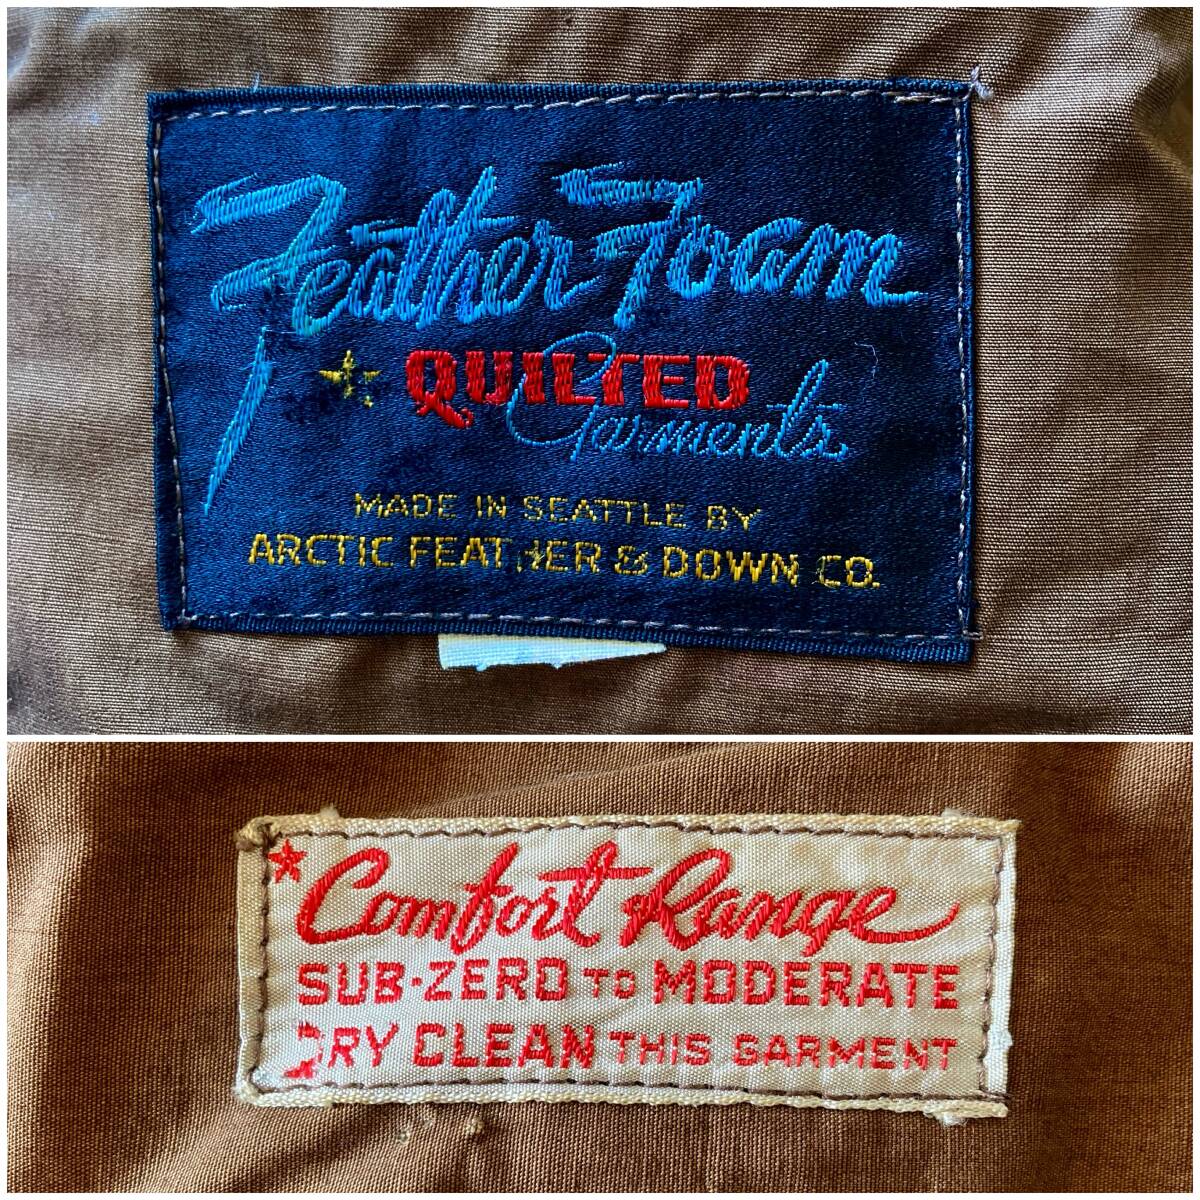 Feather Foam
QUILTED
Garments
MADE IN SEATTLE BY
ARCTIC FEATHER & DOWN CO.
Comfort Range
SUB-ZERO TO MODERATE
DRY CLEAN THIS GARMENT